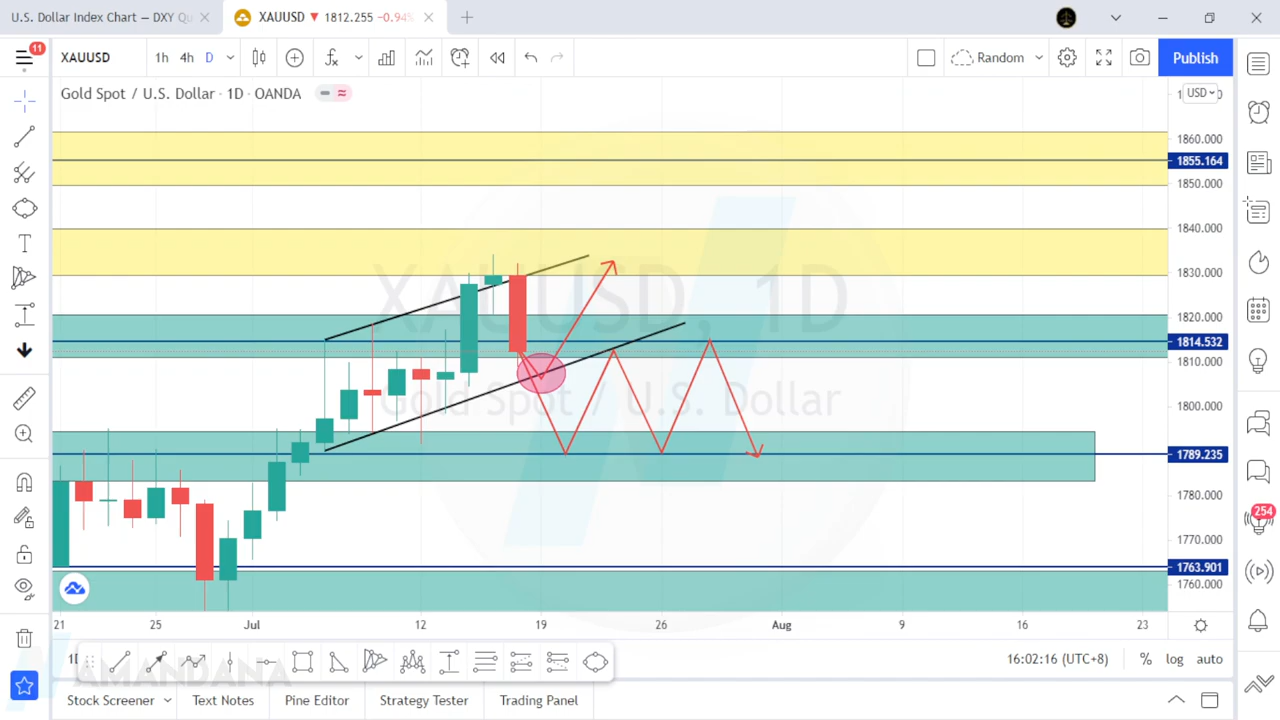 U.S. Dollar Index Chart — DXY Qu
XAUUSD ▼ 1812.255 −0.94%
11
XAUUSD 1h 4h D
Random
Publish
Gold Spot / U.S. Dollar · 1D · OANDA
USD
XAUUSD, 1D
Gold Spot / U.S. Dollar
1860.000
1855.164
1850.000
1840.000
1830.000
1820.000
1814.532
1810.000
1800.000
1789.235
1780.000
1770.000
1763.901
1760.000
254
21 25 Jul 12 19 26 Aug 9 16 23
16:02:16 (UTC+8) % log auto
AMANDANA
Stock Screener Text Notes Pine Editor Strategy Tester Trading Panel